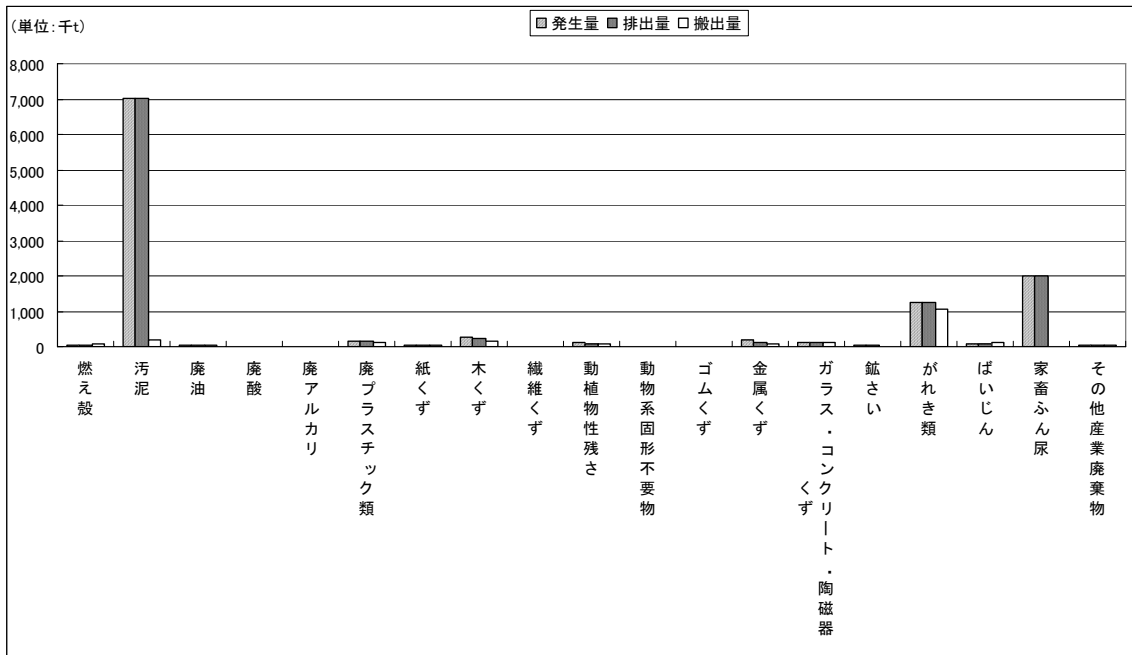 (単位:千t)
発生量 排出量 搬出量
8,000
7,000
6,000
5,000
4,000
3,000
2,000
1,000
0
燃え殻
汚泥
廃油
廃酸
廃アルカリ
廃プラスチック類
紙くず
木くず
繊維くず
動植物性残さ
動物系固形不要物
ゴムくず
金属くず
ガラス・コンクリート・陶磁器
くず
鉱さい
がれき類
ばいじん
家畜ふん尿
その他産業廃棄物